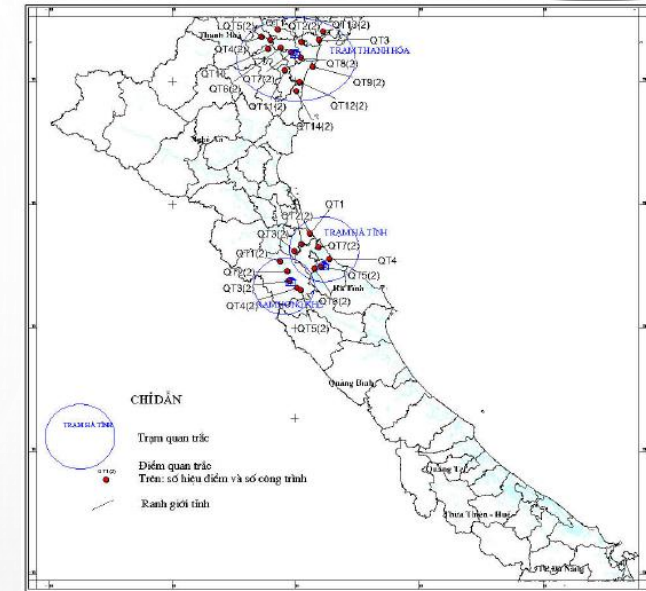 QT1
QT2(2)
QT13(2)
LQT5(2)
QT3
Thanh Hóa
TRẠM THANH HÓA
QT4(2)
QT8(2)
QT10
QT7(2)
QT9(2)
QT6(2)
QT12(2)
QT11(2)
QT14(2)
Nghệ An
QT1
QT2(2)
QT3(2)
TRẠM HÀ TĨNH
QT7(2)
QT1(2)
QT4
QT5(2)
QT3(2)
Hà Tĩnh
QT4(2)
QT6(2)
QT5(2)
Quảng Bình
CHỈ DẪN
TRẠM HÀ TĨNH
Trạm quan trắc
Điểm quan trắc
QT1(2)
Trên: số hiệu điểm và số công trình
Ranh giới tỉnh
Quảng Trị
Thừa Thiên - Huế
TP. Đà Nẵng